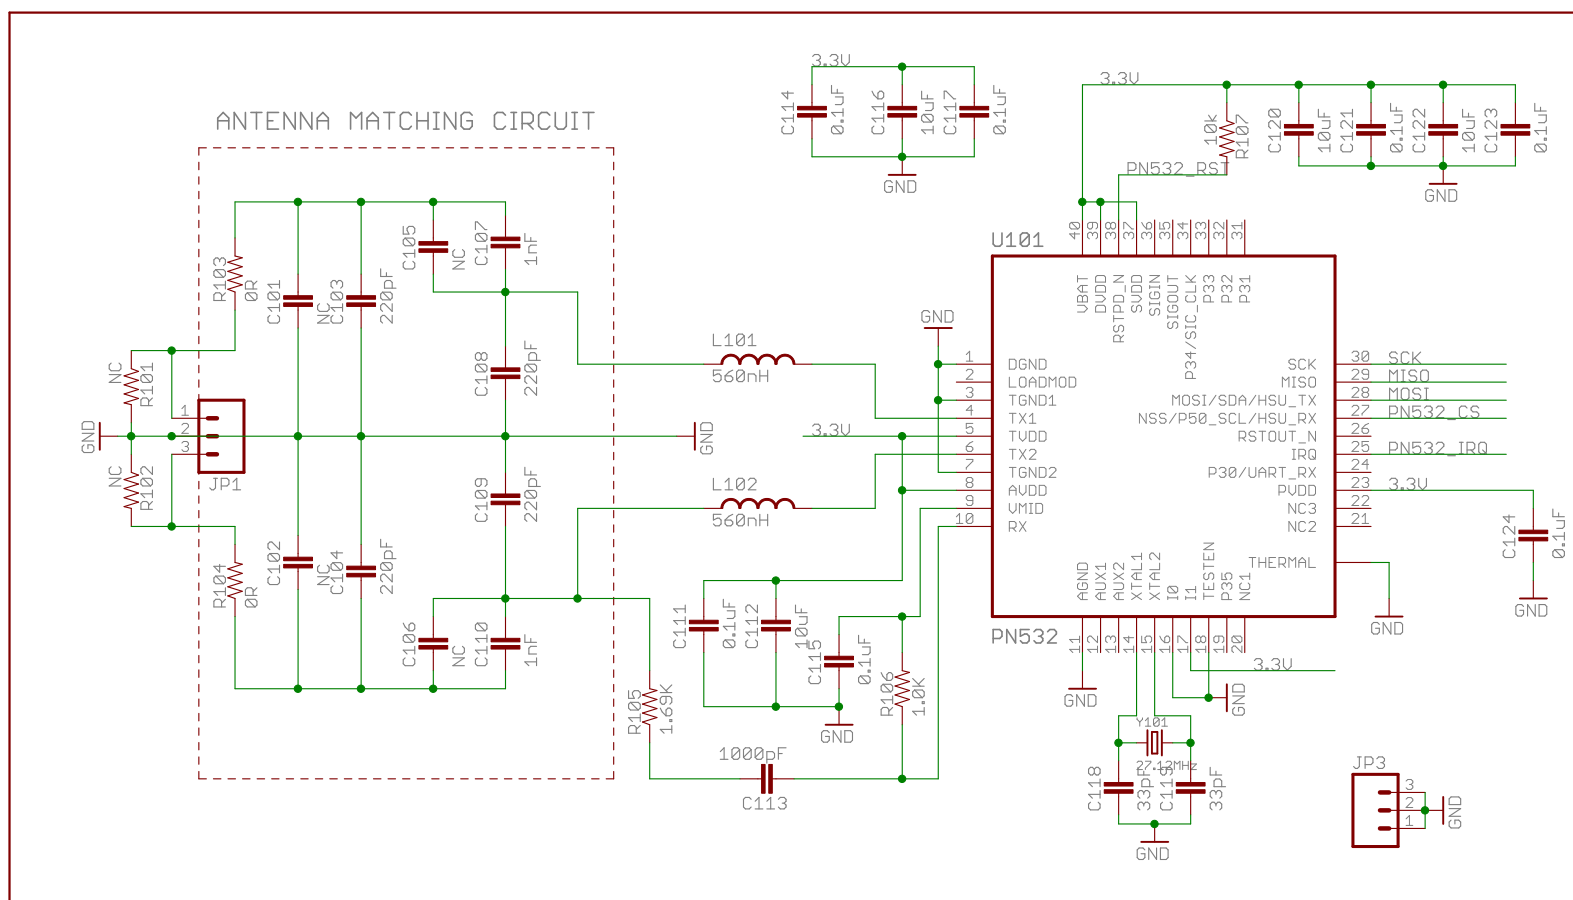 ANTENNA MATCHING CIRCUIT
3.3V
C114
0.1uF
C116
10uF
C117
0.1uF
GND
3.3V
10k
R107
PN532_RST
C120
10uF
C121
0.1uF
C122
10uF
C123
0.1uF
GND
R103
0R
C101
NC
C103
220pF
C105
NC
C107
1nF
C108
220pF
NC
R101
1
2
3
GND
JP1
NC
R102
GND
C109
220pF
R104
0R
C102
NC
C104
220pF
C106
NC
C110
1nF
L101
560nH
L102
560nH
GND
3.3V
C111
0.1uF
C112
10uF
C115
0.1uF
GND
R106
1.0K
R105
1.69K
1000pF
C113
U101
40
39
38
37
36
35
34
33
32
31
VBAT
DVDD
RSTPD_N
SVDD
SIGIN
SIGOUT
P34/SIC_CLK
P33
P32
P31
1 DGND
2 LOADMOD
3 TGND1
4 TX1
5 TVDD
6 TX2
7 TGND2
8 AVDD
9 VMID
10 RX
SCK 30 SCK
MISO 29 MISO
MOSI/SDA/HSU_TX 28 MOSI
NSS/P50_SCL/HSU_RX 27 PN532_CS
RSTOUT_N 26
IRQ 25 PN532_IRQ
P30/UART_RX 24
PVDD 23 3.3V
NC3 22
NC2 21
THERMAL
GND
C124
0.1uF
GND
AGND
AUX1
AUX2
XTAL1
XTAL2
I0
I1
TESTEN
P35
NC1
PN532
11
12
13
14
15
16
17
18
19
20
3.3V
GND
GND
Y101
27.12MHz
C118
33pF
C119
33pF
GND
JP3
3
2
1
GND